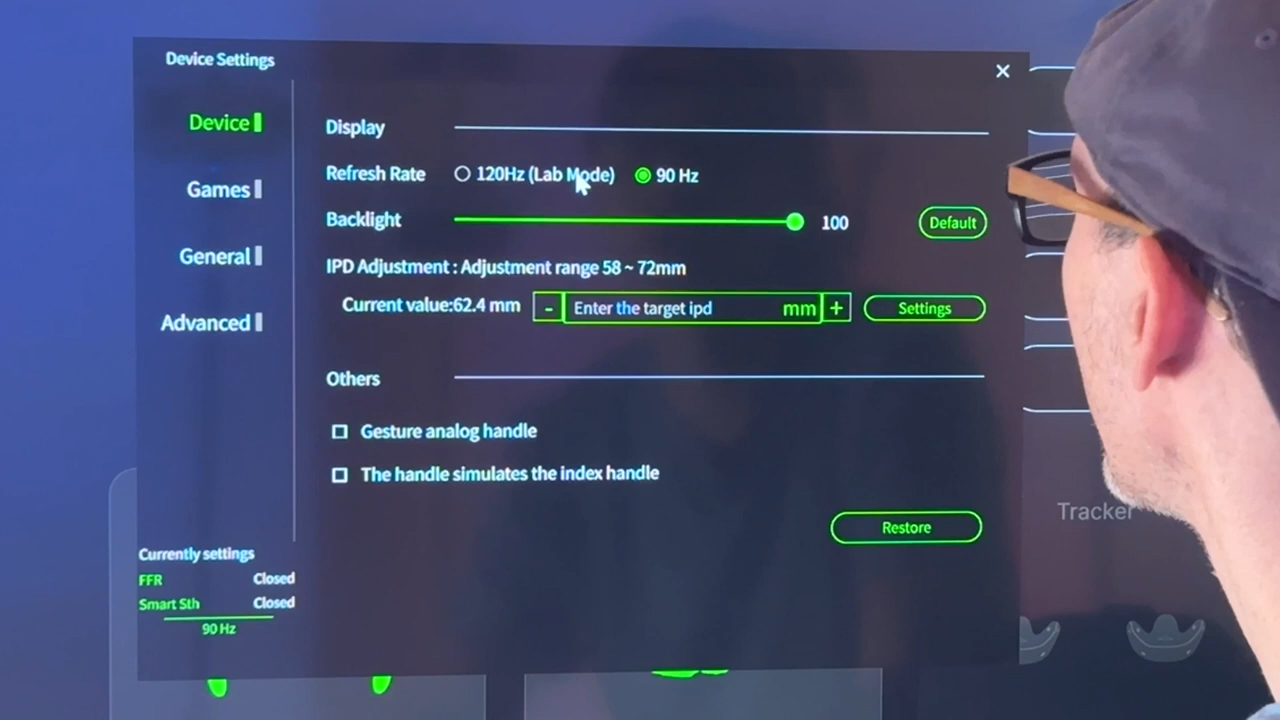 Device Settings
×
Device
Games
General
Advanced
Display
Refresh Rate 120Hz (Lab Mode) 90 Hz
Backlight 100 Default
IPD Adjustment : Adjustment range 58 ~ 72mm
Current value:62.4 mm - Enter the target ipd mm + Settings
Others
Gesture analog handle
The handle simulates the index handle
Restore
Currently settings
FFR Closed
Smart Sth Closed
90 Hz
Tracker